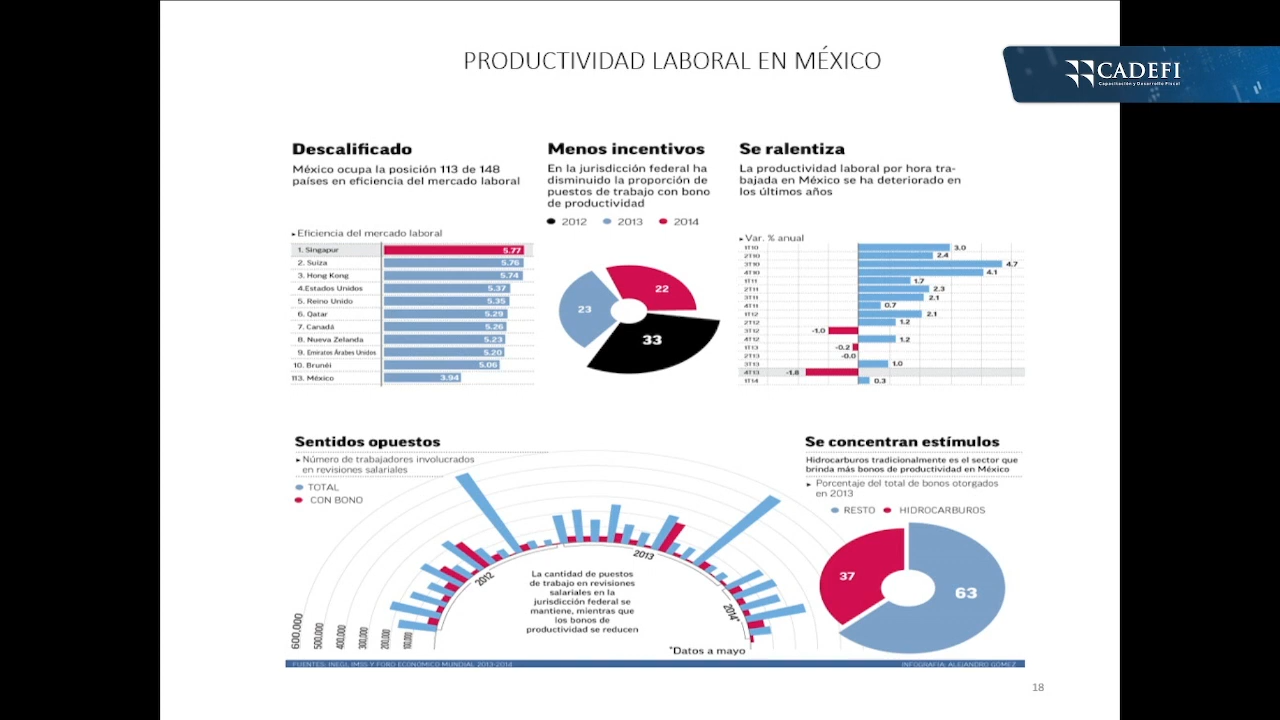 PRODUCTIVIDAD LABORAL EN MÉXICO
CADEFI
Capacitación y Desarrollo Fiscal
Descalificado
México ocupa la posición 113 de 148
países en eficiencia del mercado laboral
▸Eficiencia del mercado laboral
1. Singapur 5.77
2. Suiza 5.76
3. Hong Kong 5.74
4.Estados Unidos 5.37
5. Reino Unido 5.35
6. Qatar 5.29
7. Canadá 5.26
8. Nueva Zelanda 5.23
9. Emiratos Árabes Unidos 5.20
10. Brunéi 5.06
113. México 3.94
Menos incentivos
En la jurisdicción federal ha
disminuido la proporción de
puestos de trabajo con bono
de productividad
2012 2013 2014
22
23
33
Se ralentiza
La productividad laboral por hora tra-
bajada en México se ha deteriorado en
los últimos años
▸Var. % anual
1T10 3.0
2T10 2.4
3T10 4.7
4T10 4.1
1T11 1.7
2T11 2.3
3T11 2.1
4T11 0.7
1T12 2.1
2T12 1.2
3T12 -1.0
4T12 1.2
1T13 -0.2
2T13 -0.0
3T13 1.0
4T13 -1.8
1T14 0.3
Sentidos opuestos
▸Número de trabajadores involucrados
en revisiones salariales
TOTAL
CON BONO
600,000
500,000
400,000
300,000
200,000
100,000
2012
2013
2014*
La cantidad de puestos
de trabajo en revisiones
salariales en la
jurisdicción federal se
mantiene, mientras que
los bonos de
productividad se reducen
*Datos a mayo
Se concentran estímulos
Hidrocarburos tradicionalmente es el sector que
brinda más bonos de productividad en México
▸ Porcentaje del total de bonos otorgados
en 2013
RESTO HIDROCARBUROS
37
63
FUENTES: INEGI, IMSS Y FORO ECONÓMICO MUNDIAL 2013-2014
INFOGRAFÍA: ALEJANDRO GÓMEZ
18